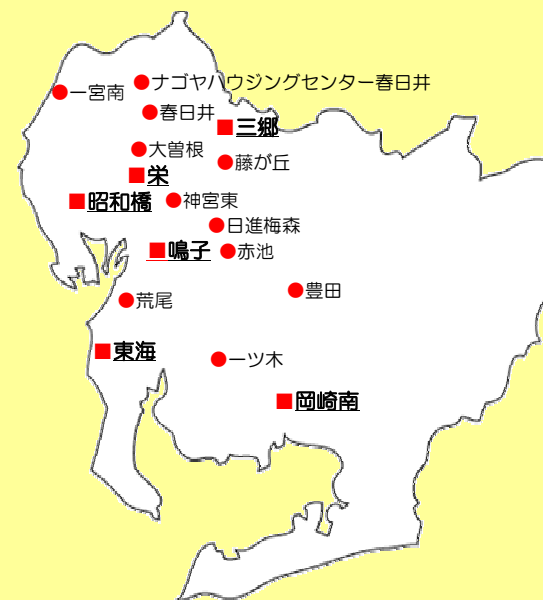 ナゴヤハウジングセンター春日井
一宮南
春日井
三郷
大曽根
藤が丘
栄
昭和橋
神宮東
日進梅森
鳴子
赤池
豊田
荒尾
東海
一ツ木
岡崎南